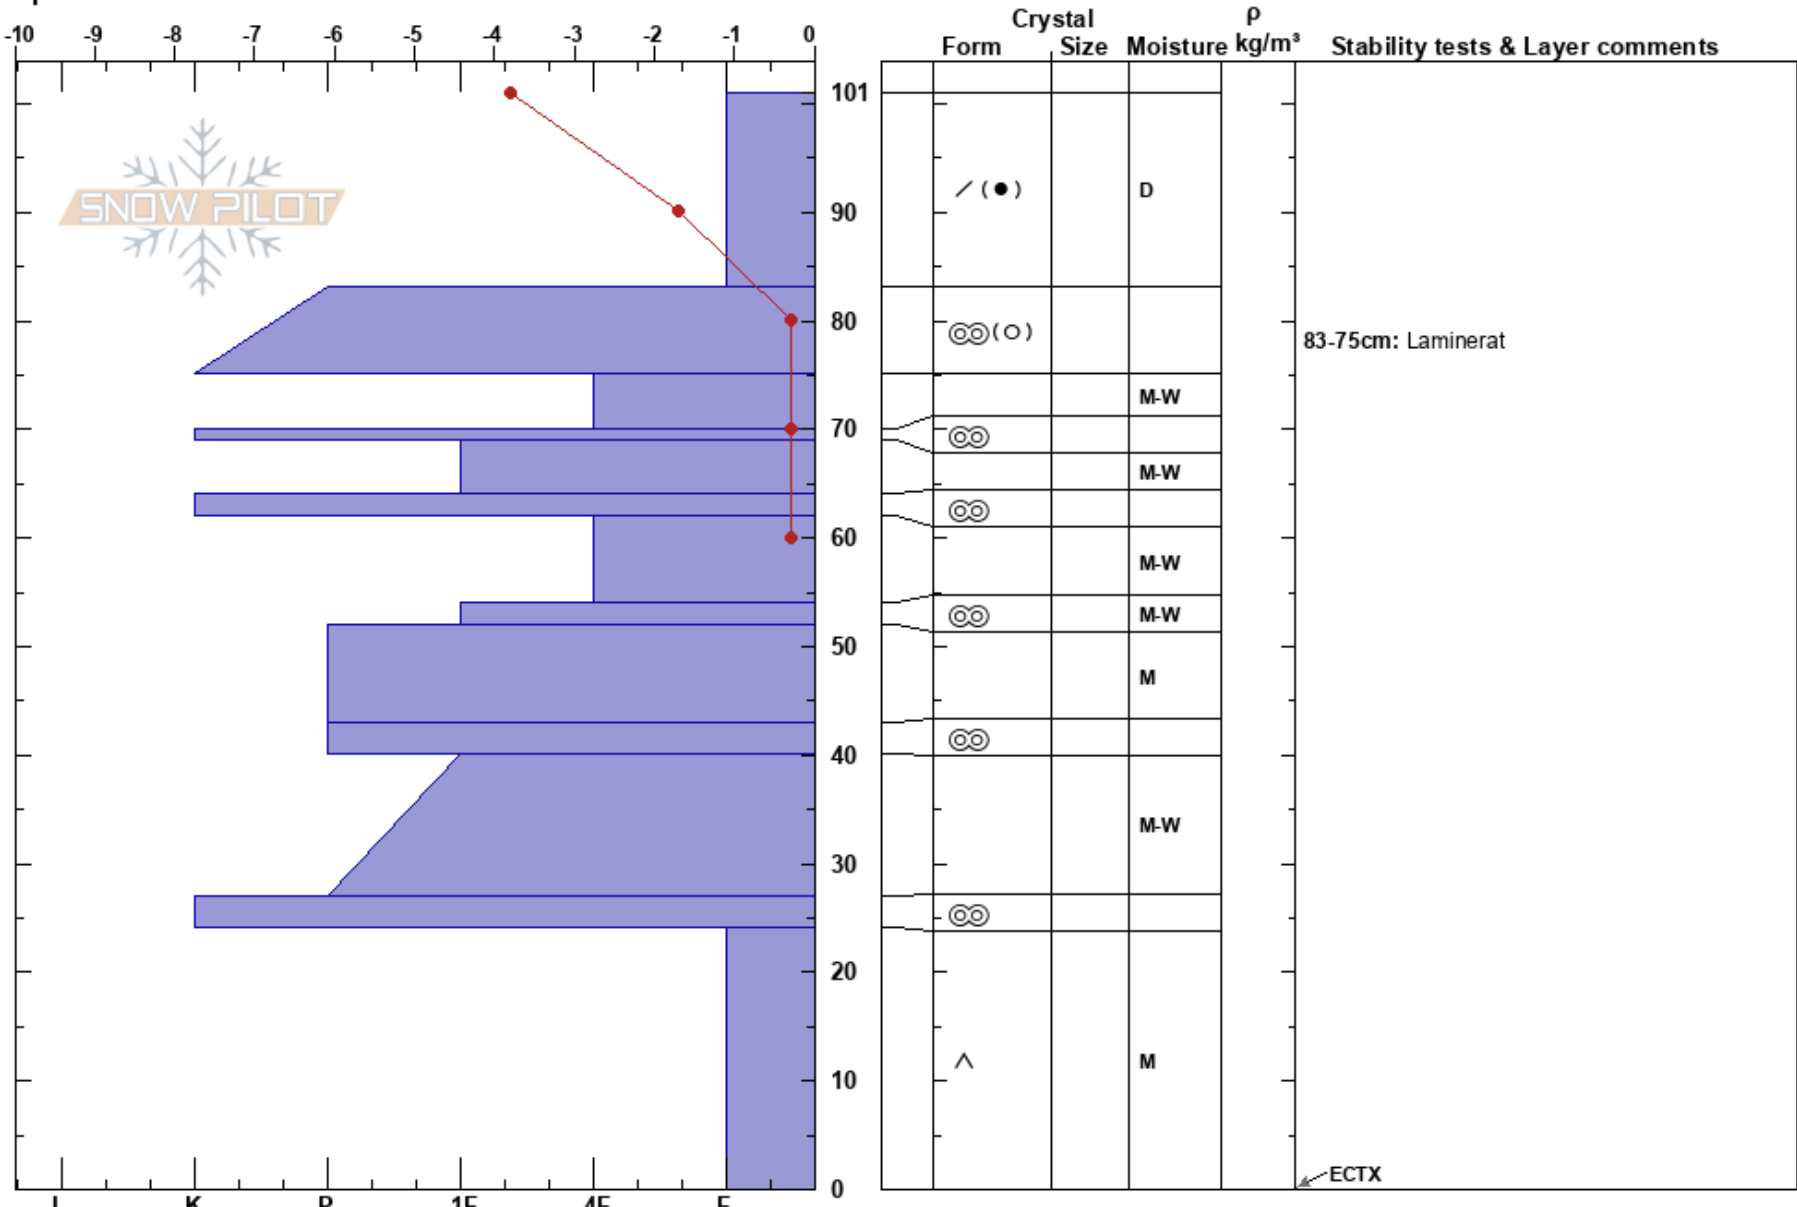 -10 -9 -8 -7 -6 -5 -4 -3 -2 -1 0
Crystal ρ
Form Size Moisture kg/m³ Stability tests & Layer comments
101
SNOW PILOT
D
90
80
83-75cm: Laminerat
M-W
70
M-W
60
M-W
M-W
50
M
40
M-W
30
20
10
M
ECTX
0
K 1F 4F F